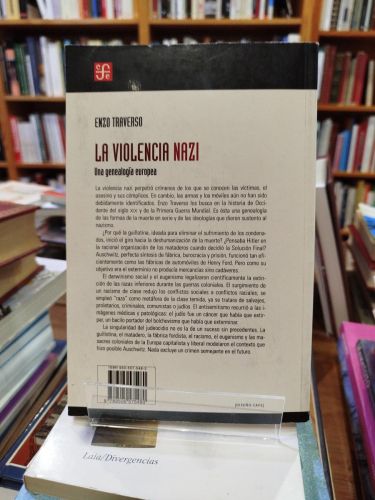 ENZO TRAVERSO
LA VIOLENCIA NAZI
Una genealogía europea
La violencia nazi perpetró crímenes de los que se conocen las víctimas, el
asesino y sus cómplices. En cambio, las armas y los móviles aún no han sido
debidamente identificados. Enzo Traverso los busca en la historia de Occi-
dente del siglo XIX y de la Primera Guerra Mundial. Es ésta una genealogía
de las formas de la muerte en serie y de las ideologías que dieron sustento al
nazismo.
¿Por qué la guillotina, ideada para eliminar el sufrimiento de los condena-
dos, inició el giro hacia la deshumanización de la muerte? ¿Pensaba Hitler en
la racional organización de los mataderos cuando decidió la Solución Final?
Auschwitz, perfecta síntesis de fábrica, burocracia y prisión, funcionó tan efi-
cientemente como las fábricas de automóviles de Henry Ford. Pero como su
objetivo era el exterminio no producía mercancías sino cadáveres.
El darwinismo social y el eugenismo legalizaron científicamente la extin-
ción de las razas inferiores durante las guerras coloniales. El surgimiento de
un racismo de clase redujo los conflictos sociales a conflictos raciales; se
empleó "raza" como metáfora de la clase temida, ya se tratara de salvajes,
proletarios, criminales, comunistas o judíos. El antisemitismo recurrió a las i-
mágenes médicas y patológicas: el judío fue un cáncer que había que extir-
par, un bacilo portador del bolchevismo que había que exterminar.
La singularidad del judeocidio no es la de un suceso sin precedentes. La
guillotina, el matadero, la fábrica fordista, el racismo, el eugenismo y las ma-
sacres coloniales de la Europa capitalista y liberal modelaron el contexto que
hizo posible Auschwitz. Nada excluye un crimen semejante en el futuro.
Laia/Divergencias